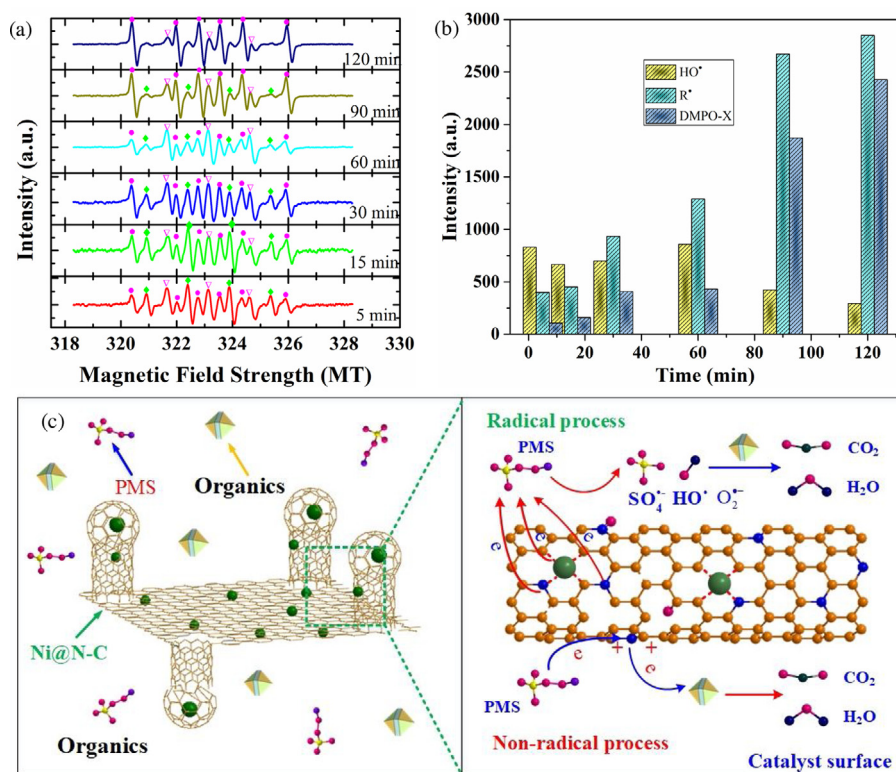 (a)
120 min
90 min
60 min
30 min
15 min
5 min
Intensity (a.u.)
318 320 322 324 326 328 330
Magnetic Field Strength (MT)
(b)
3000
2500
2000
1500
1000
500
0
HO•
R•
DMPO-X
Intensity (a.u.)
0 20 40 60 80 100 120
Time (min)
(c)
PMS
Organics
Ni@N-C
Organics
Radical process
PMS
SO₄•⁻ HO• O₂•⁻
CO₂
H₂O
e e e
e + + e
PMS
CO₂
H₂O
Non-radical process
Catalyst surface